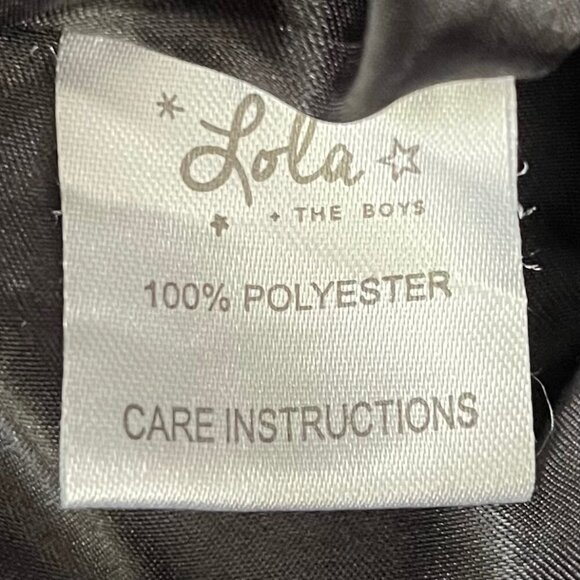 Lola
+ THE BOYS
100% POLYESTER
CARE INSTRUCTIONS